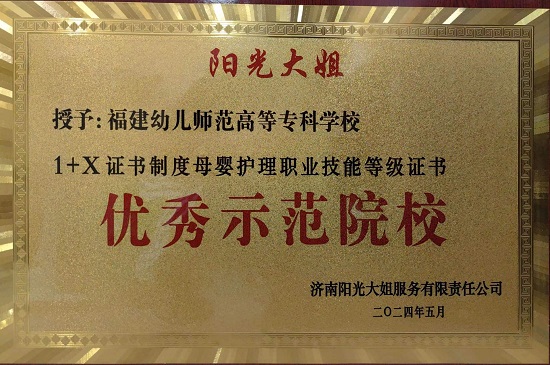 阳光大姐
授予：福建幼儿师范高等专科学校
1+X证书制度母婴护理职业技能等级证书
优秀示范院校
济南阳光大姐服务有限责任公司
二〇二四年五月